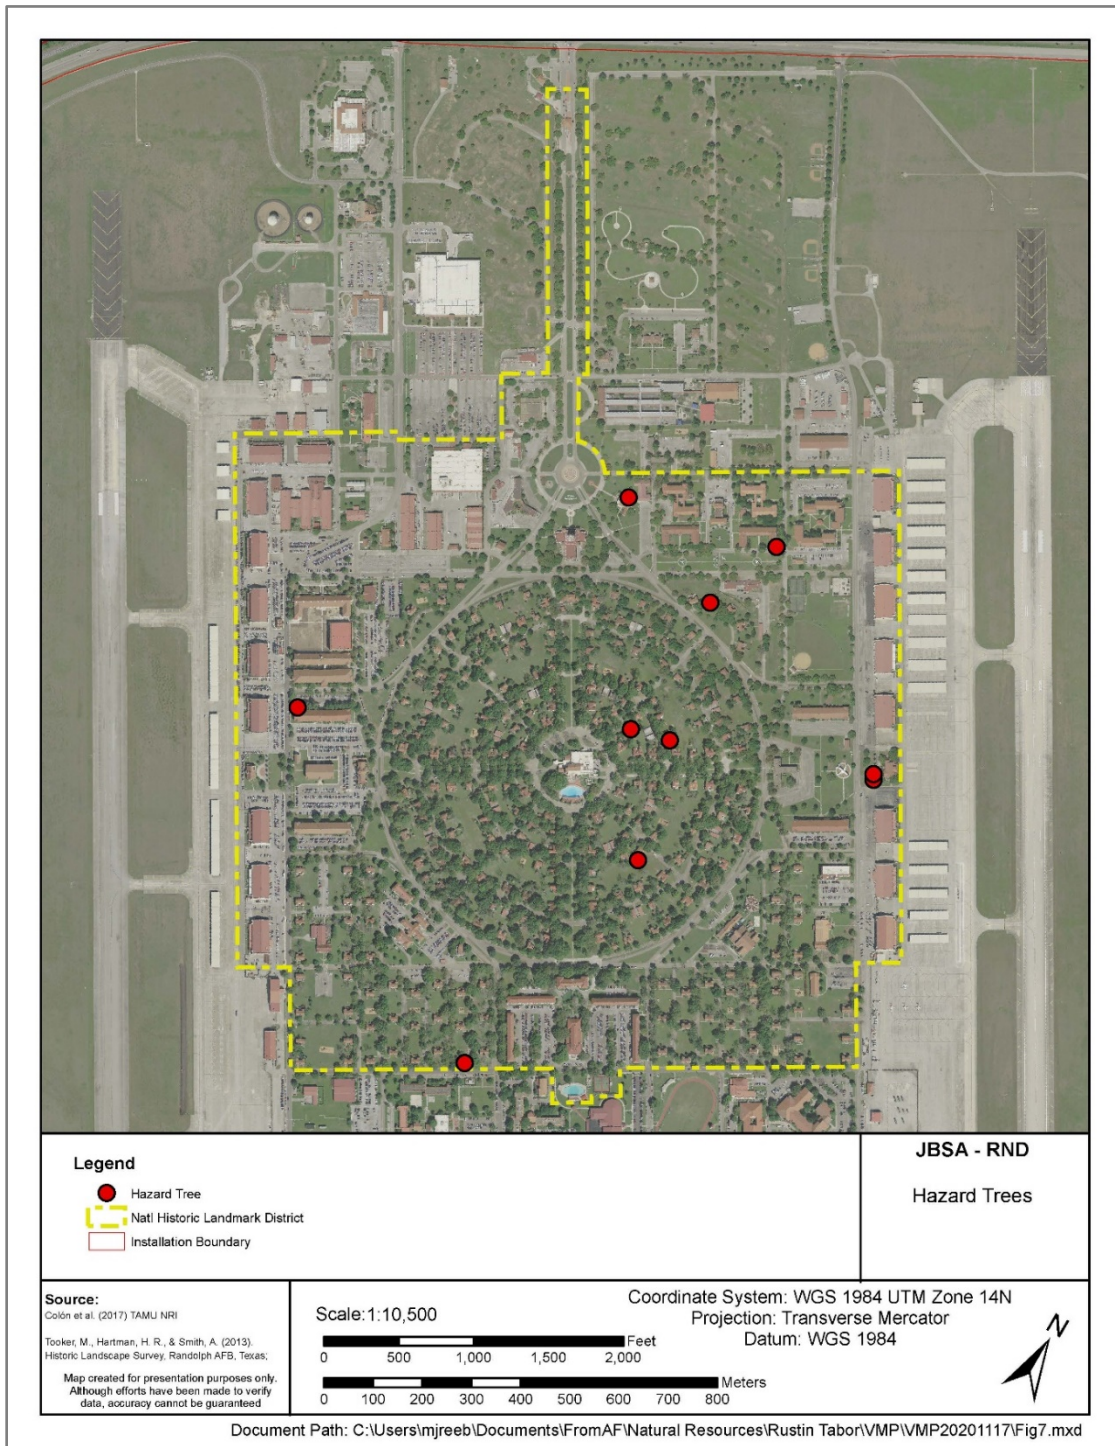 Legend
Hazard Tree
Natl Historic Landmark District
Installation Boundary
JBSA - RND
Hazard Trees
Source:
Colón et al. (2017) TAMU NRI
Tooker, M., Hartman, H. R., & Smith, A. (2013).
Historic Landscape Survey, Randolph AFB, Texas;
Map created for presentation purposes only.
Although efforts have been made to verify
data, accuracy cannot be guaranteed
Scale:1:10,500
Feet
0 500 1,000 1,500 2,000
Meters
0 100 200 300 400 500 600 700 800
Coordinate System: WGS 1984 UTM Zone 14N
Projection: Transverse Mercator
Datum: WGS 1984
N
Document Path: C:\Users\mjreeb\Documents\FromAF\Natural Resources\Rustin Tabor\VMP\VMP20201117\Fig7.mxd